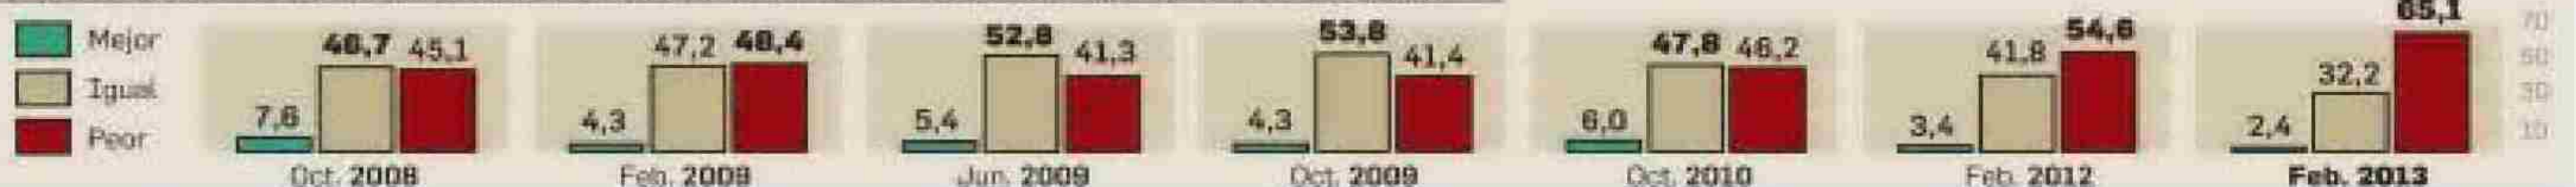 Mejor
Igual
Peor
7,6 46,7 45,1
Oct. 2008
4,3 47,2 48,4
Feb. 2009
5,4 52,8 41,3
Jun. 2009
4,3 53,8 41,4
Oct. 2009
6,0 47,8 46,2
Oct. 2010
3,4 41,8 54,6
Feb. 2012
2,4 32,2 65,1
Feb. 2013
70
50
30
10